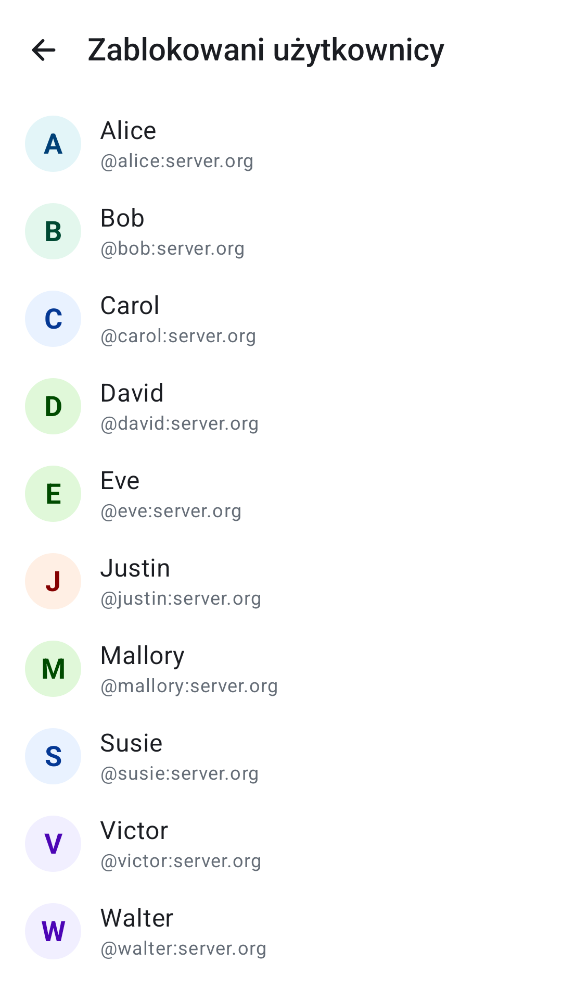 Zablokowani użytkownicy
A
Alice
@alice:server.org
B
Bob
@bob:server.org
C
Carol
@carol:server.org
D
David
@david:server.org
E
Eve
@eve:server.org
J
Justin
@justin:server.org
M
Mallory
@mallory:server.org
S
Susie
@susie:server.org
V
Victor
@victor:server.org
W
Walter
@walter:server.org